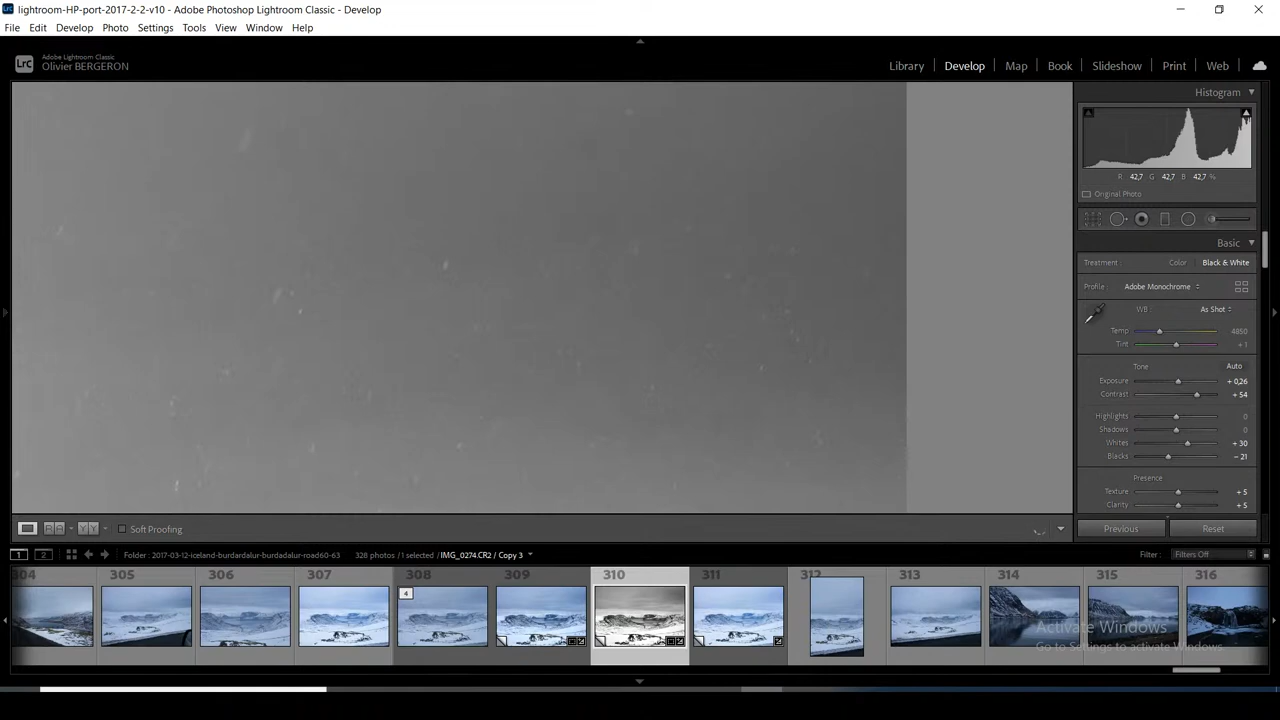 lightroom-HP-port-2017-2-2-v10 - Adobe Photoshop Lightroom Classic - Develop
File Edit Develop Photo Settings Tools View Window Help
LrC
Adobe Lightroom Classic
Olivier BERGERON
Library Develop Map Book Slideshow Print Web
Histogram
R 42,7 G 42,7 B 42,7 %
Original Photo
Basic
Treatment : Color Black & White
Profile : Adobe Monochrome
WB : As Shot
Temp 4850
Tint + 1
Tone Auto
Exposure + 0,26
Contrast + 54
Highlights 0
Shadows 0
Whites + 30
Blacks - 21
Presence
Texture + 5
Clarity + 5
Previous Reset
R A Y Y Soft Proofing
1 2 Folder : 2017-03-12-iceland-burdardalur-burdadalur-road60-63 328 photos / 1 selected / IMG_0274.CR2 / Copy 3 Filter : Filters Off
304 305 306 307 308 309 310 311 312 313 314 315 316
4
Activate Windows
Go to Settings to activate Windows.